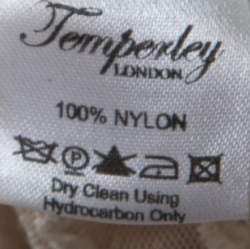 Temperley
LONDON
100% NYLON
P
Dry Clean Using
Hydrocarbon Only